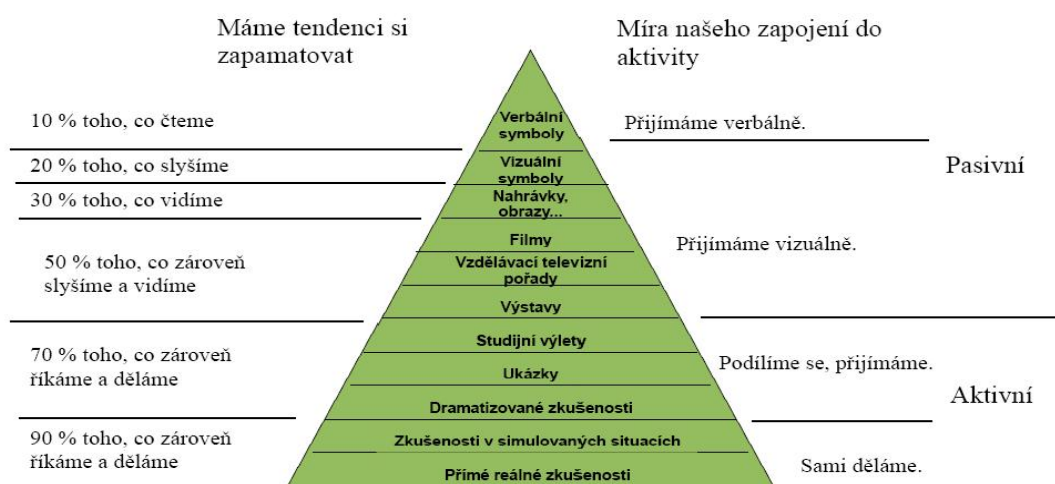 Máme tendenci si
zapamatovat
Míra našeho zapojení do
aktivity
10 % toho, co čteme
Verbální
symboly
Přijímáme verbálně.
20 % toho, co slyšíme
Vizuální
symboly
Pasivní
30 % toho, co vidíme
Nahrávky,
obrazy...
50 % toho, co zároveň
slyšíme a vidíme
Filmy
Přijímáme vizuálně.
Vzdělávací televizní
pořady
Výstavy
70 % toho, co zároveň
říkáme a děláme
Studijní výlety
Podílíme se, přijímáme.
Ukázky
Aktivní
Dramatizované zkušenosti
90 % toho, co zároveň
říkáme a děláme
Zkušenosti v simulovaných situacích
Sami děláme.
Přímé reálné zkušenosti